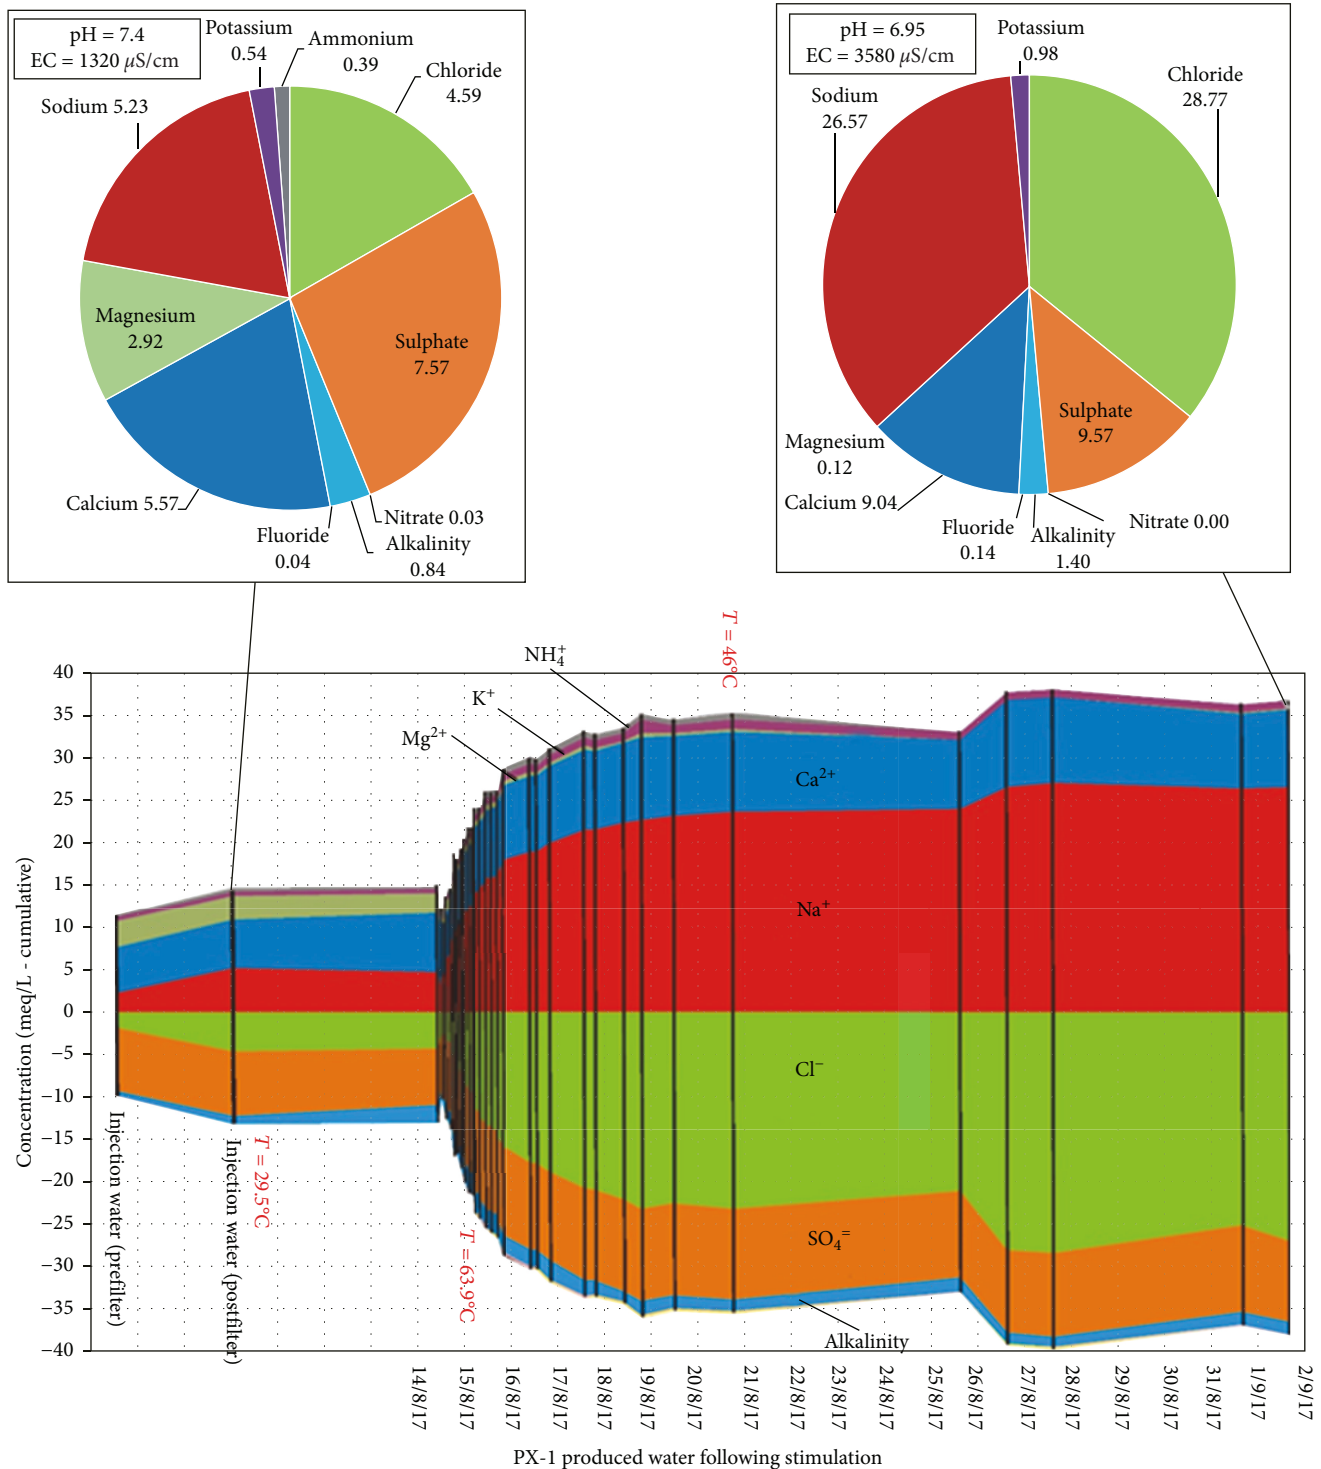 pH = 7.4
EC = 1320 μS/cm
Potassium
0.54
Ammonium
0.39
Chloride
4.59
Sodium 5.23
Magnesium
2.92
Sulphate
7.57
Calcium 5.57
Fluoride
0.04
Nitrate 0.03
Alkalinity
0.84
pH = 6.95
EC = 3580 μS/cm
Potassium
0.98
Chloride
28.77
Sodium
26.57
Sulphate
9.57
Magnesium
0.12
Calcium 9.04
Fluoride
0.14
Alkalinity
1.40
Nitrate 0.00
T = 46°C
NH₄⁺
K⁺
Mg²⁺
Ca²⁺
Na⁺
Cl⁻
SO₄⁼
Alkalinity
Concentration (meq/L - cumulative)
40
35
30
25
20
15
10
5
0
−5
−10
−15
−20
−25
−30
−35
−40
Injection water (prefilter)
Injection water (postfilter)
T = 29.5°C
T = 63.9°C
14/8/17
15/8/17
16/8/17
17/8/17
18/8/17
19/8/17
20/8/17
21/8/17
22/8/17
23/8/17
24/8/17
25/8/17
26/8/17
27/8/17
28/8/17
29/8/17
30/8/17
31/8/17
1/9/17
2/9/17
PX-1 produced water following stimulation